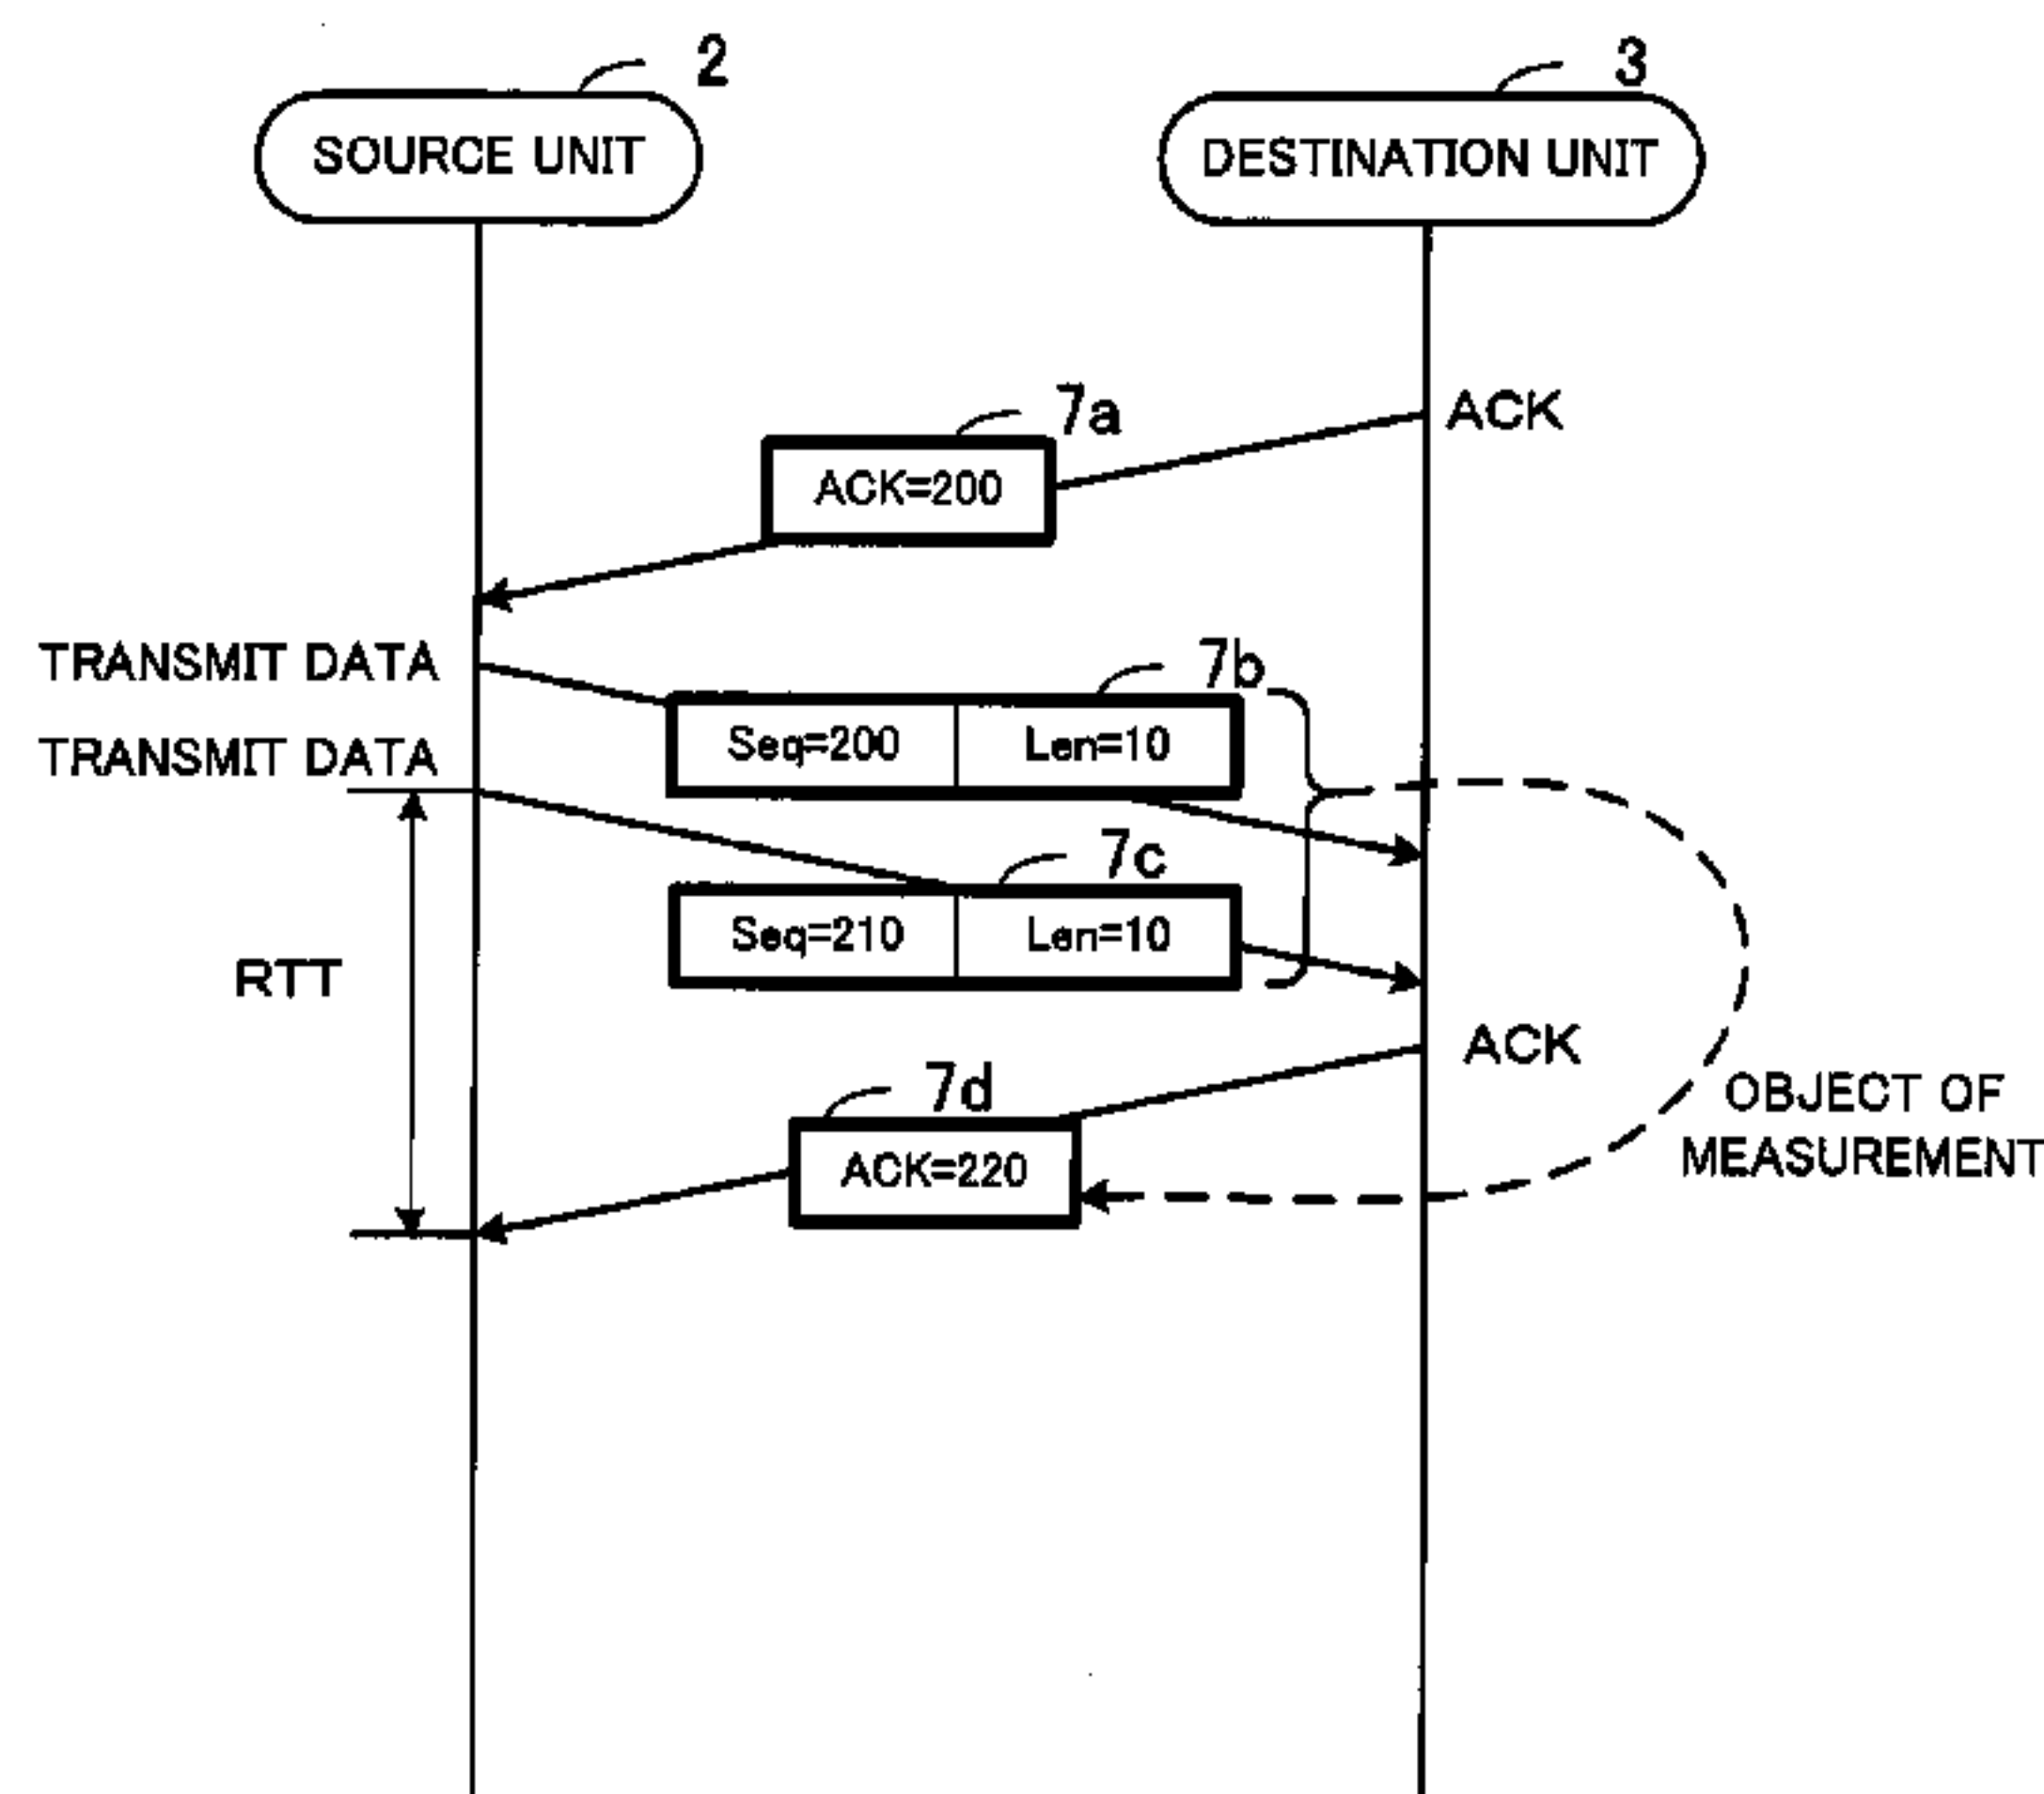 2
3
SOURCE UNIT
DESTINATION UNIT
7a
ACK
ACK=200
TRANSMIT DATA
7b
Seq=200
Len=10
TRANSMIT DATA
7c
Seq=210
Len=10
RTT
ACK
7d
ACK=220
OBJECT OF
MEASUREMENT